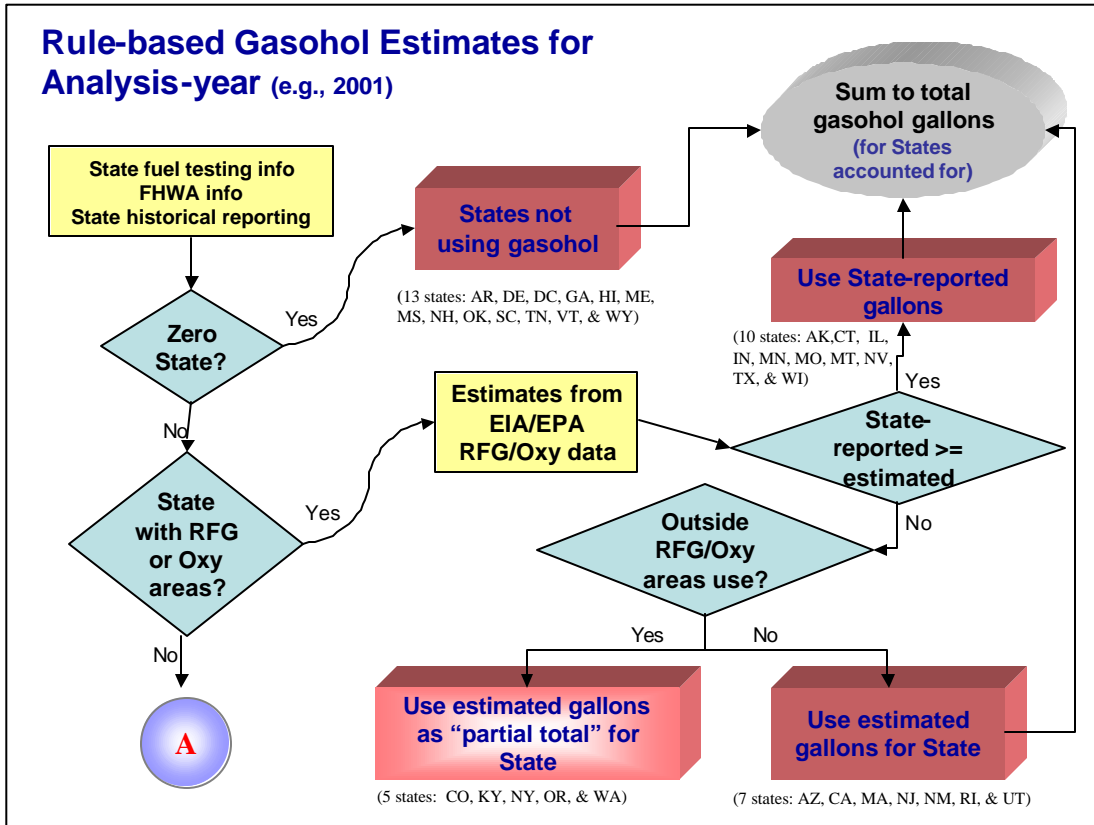 Rule-based Gasohol Estimates for
Analysis-year (e.g., 2001)
Sum to total
gasohol gallons
(for States
accounted for)
State fuel testing info
FHWA info
State historical reporting
States not
using gasohol
(13 states: AR, DE, DC, GA, HI, ME,
MS, NH, OK, SC, TN, VT, & WY)
Use State-reported
gallons
(10 states: AK,CT, IL,
IN, MN, MO, MT, NV,
TX, & WI)
Zero
State?
Yes
No
Estimates from
EIA/EPA
RFG/Oxy data
Yes
State-
reported >=
estimated
State
with RFG
or Oxy
areas?
Yes
No
Outside
RFG/Oxy
areas use?
No
Yes
No
A
Use estimated gallons
as “partial total” for
State
(5 states: CO, KY, NY, OR, & WA)
Use estimated
gallons for State
(7 states: AZ, CA, MA, NJ, NM, RI, & UT)